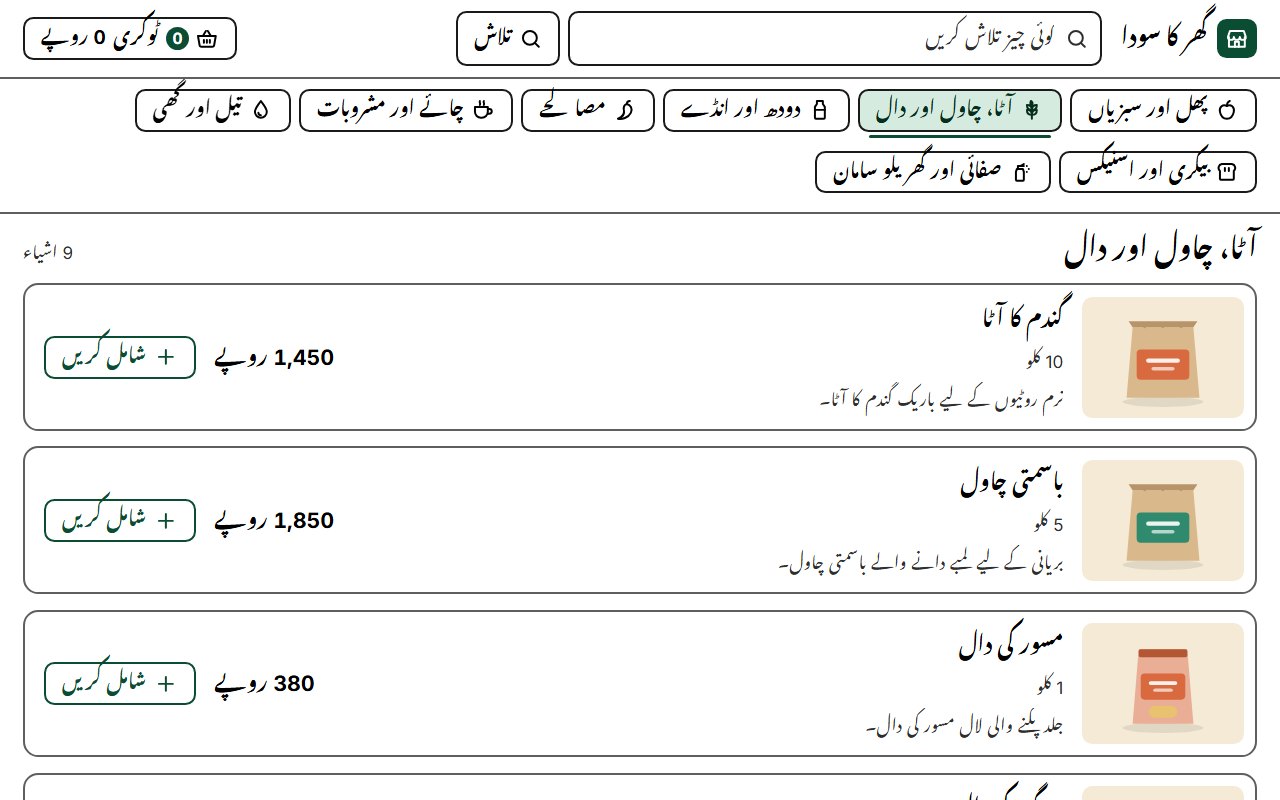 گھر کا سودا
کوئی چیز تلاش کریں
تلاش
ٹوکری 0 0 روپے
پھل اور سبزیاں
آٹا، چاول اور دال
دودھ اور انڈے
مصالحے
چائے اور مشروبات
تیل اور گھی
بیکری اور اسنیکس
صفائی اور گھریلو سامان
آٹا، چاول اور دال
9 اشیاء
گندم کا آٹا
10 کلو
نرم روٹیوں کے لیے باریک گندم کا آٹا۔
1,450 روپے
شامل کریں
باسمتی چاول
5 کلو
بریانی کے لیے لمبے دانے والے باسمتی چاول۔
1,850 روپے
شامل کریں
مسور کی دال
1 کلو
جلد پکنے والی لال مسور کی دال۔
380 روپے
شامل کریں